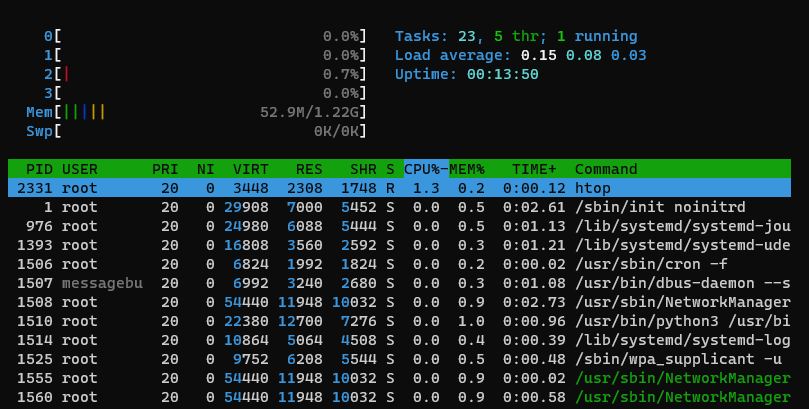 0[ 0.0%] Tasks: 23, 5 thr; 1 running
1[ 0.0%] Load average: 0.15 0.08 0.03
2[| 0.7%] Uptime: 00:13:50
3[ 0.0%]
Mem[||||| 52.9M/1.22G]
Swp[ 0K/0K]
PID USER PRI NI VIRT RES SHR S CPU%-MEM% TIME+ Command
2331 root 20 0 3448 2308 1748 R 1.3 0.2 0:00.12 htop
1 root 20 0 29908 7000 5452 S 0.0 0.5 0:02.61 /sbin/init noinitrd
976 root 20 0 24980 6088 5444 S 0.0 0.5 0:01.13 /lib/systemd/systemd-jou
1393 root 20 0 16808 3560 2592 S 0.0 0.3 0:01.21 /lib/systemd/systemd-ude
1506 root 20 0 6824 1992 1824 S 0.0 0.2 0:00.02 /usr/sbin/cron -f
1507 messagebu 20 0 6992 3240 2680 S 0.0 0.3 0:01.08 /usr/bin/dbus-daemon --s
1508 root 20 0 54440 11948 10032 S 0.0 0.9 0:02.73 /usr/sbin/NetworkManager
1510 root 20 0 22380 12700 7276 S 0.0 1.0 0:00.96 /usr/bin/python3 /usr/bi
1514 root 20 0 10864 5064 4508 S 0.0 0.4 0:00.39 /lib/systemd/systemd-log
1525 root 20 0 9752 6208 5544 S 0.0 0.5 0:00.48 /sbin/wpa_supplicant -u
1555 root 20 0 54440 11948 10032 S 0.0 0.9 0:00.02 /usr/sbin/NetworkManager
1560 root 20 0 54440 11948 10032 S 0.0 0.9 0:00.58 /usr/sbin/NetworkManager